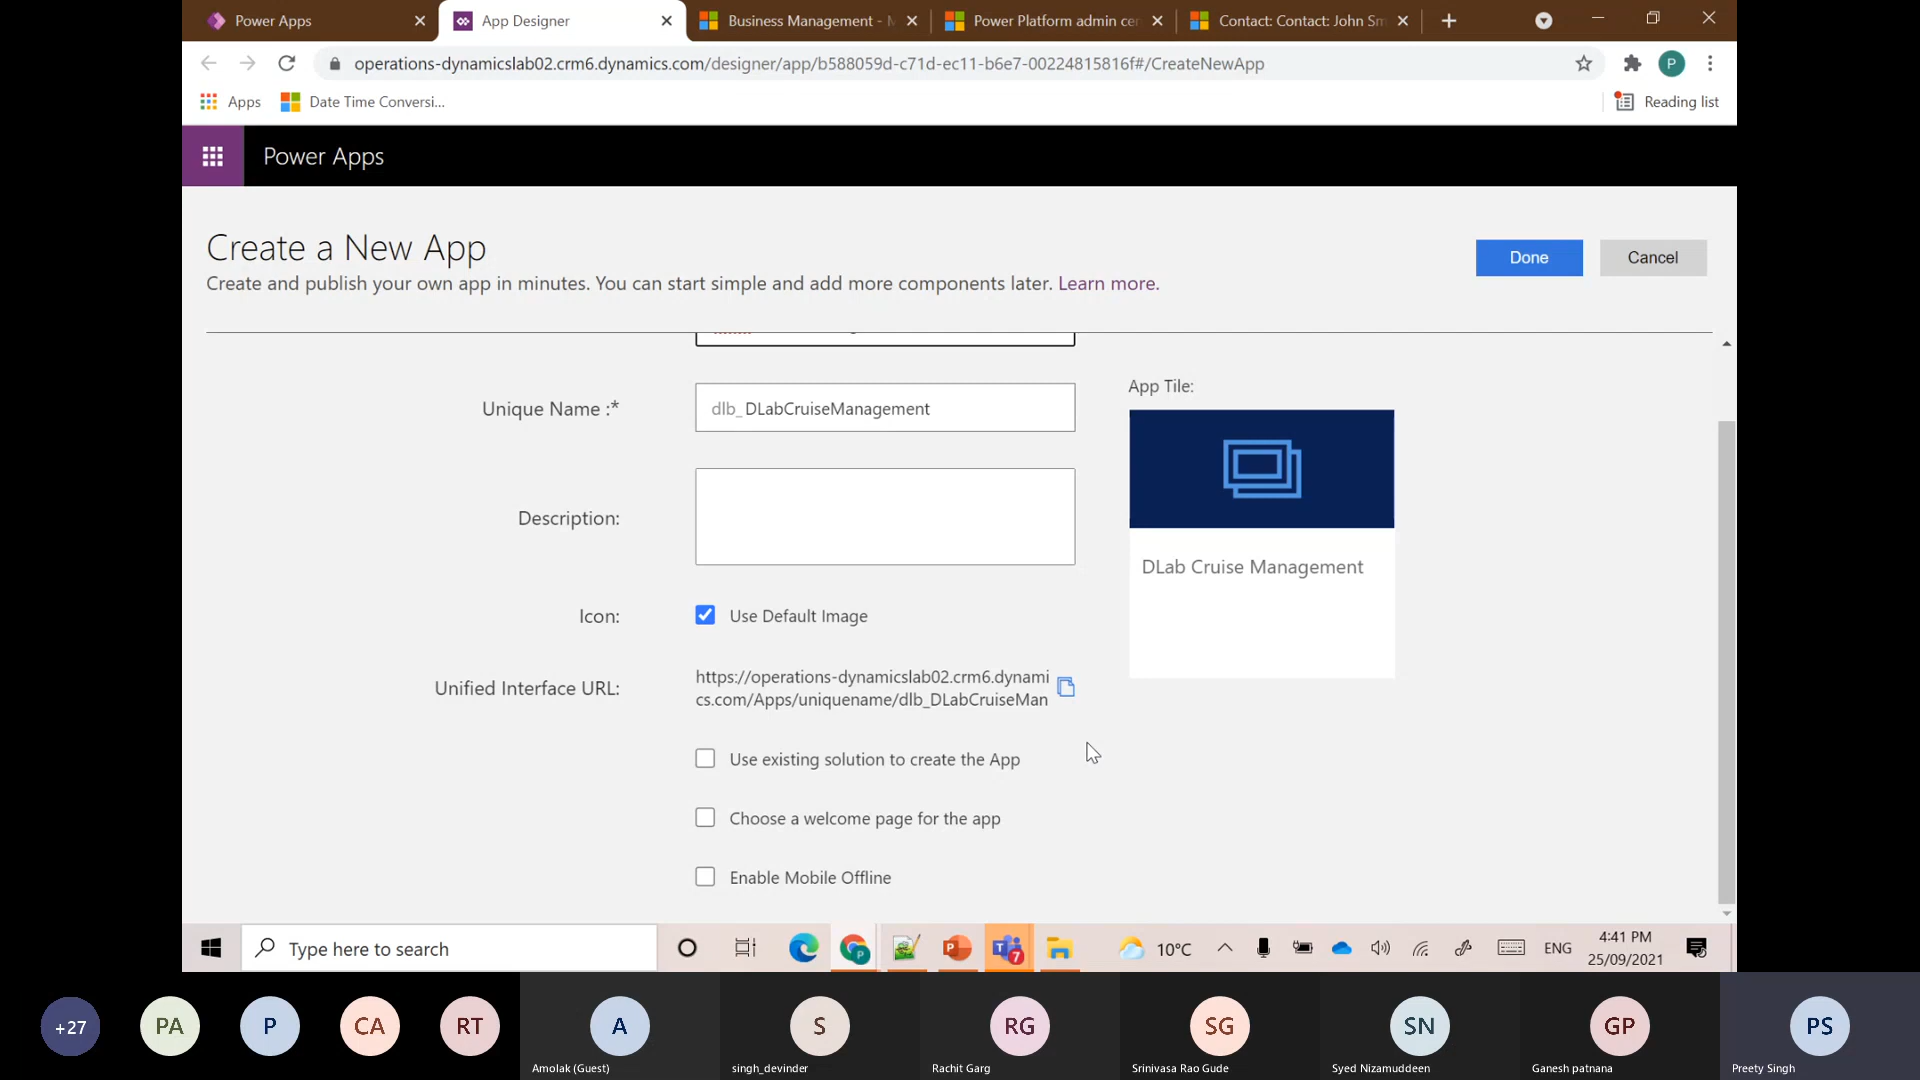 Power Apps
App Designer
Business Management - M
Power Platform admin cen
Contact: Contact: John Sm
operations-dynamicslab02.crm6.dynamics.com/designer/app/b588059d-c71d-ec11-b6e7-00224815816f#/CreateNewApp
P
Apps
Date Time Conversi...
Reading list
Power Apps
Create a New App
Create and publish your own app in minutes. You can start simple and add more components later. Learn more.
Done
Cancel
Unique Name :*
dlb_ DLabCruiseManagement
App Tile:
DLab Cruise Management
Description:
Icon:
Use Default Image
Unified Interface URL:
https://operations-dynamicslab02.crm6.dynami
cs.com/Apps/uniquename/dlb_DLabCruiseMan
Use existing solution to create the App
Choose a welcome page for the app
Enable Mobile Offline
Type here to search
P
T
7
10°C
ENG
4:41 PM
25/09/2021
+27
PA
P
CA
RT
A
Amolak (Guest)
S
singh_devinder
RG
Rachit Garg
SG
Srinivasa Rao Gude
SN
Syed Nizamuddeen
GP
Ganesh patnana
PS
Preety Singh